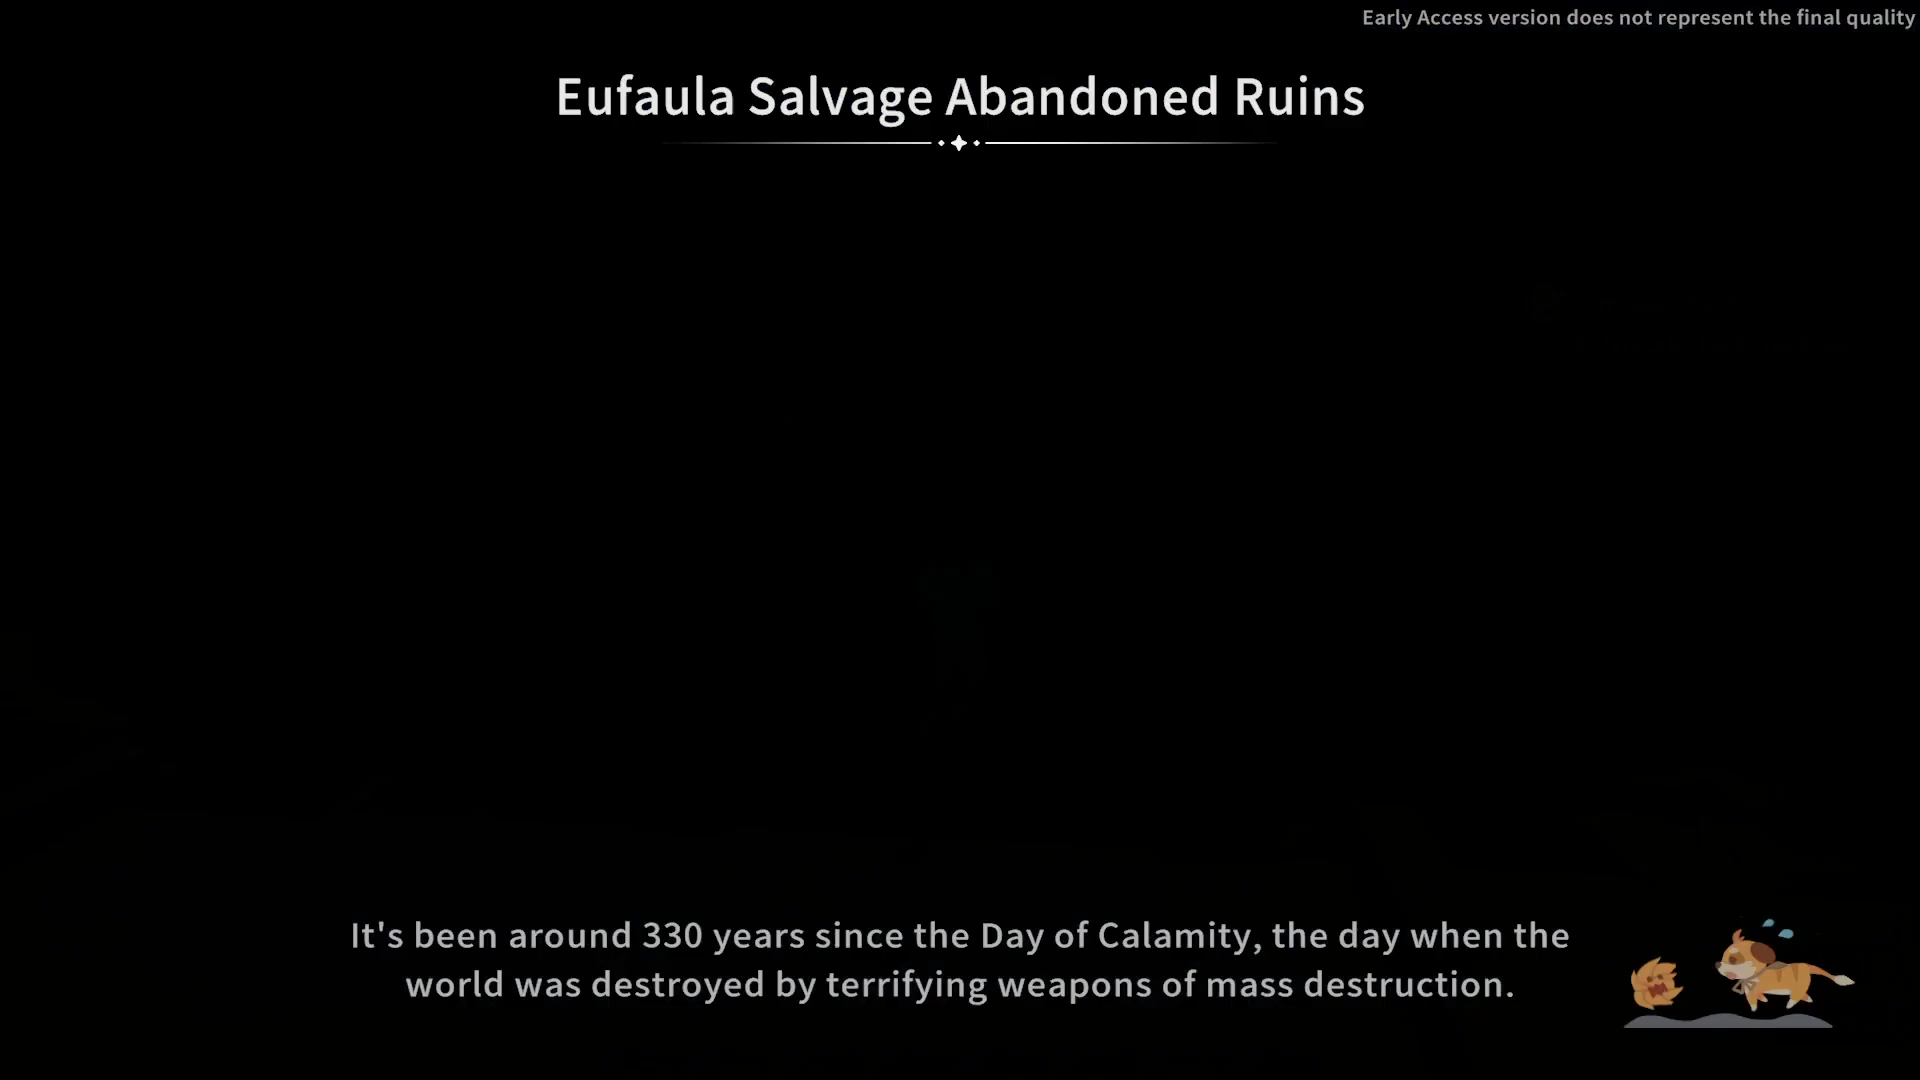 Early Access version does not represent the final quality
Eufaula Salvage Abandoned Ruins
It's been around 330 years since the Day of Calamity, the day when the
world was destroyed by terrifying weapons of mass destruction.